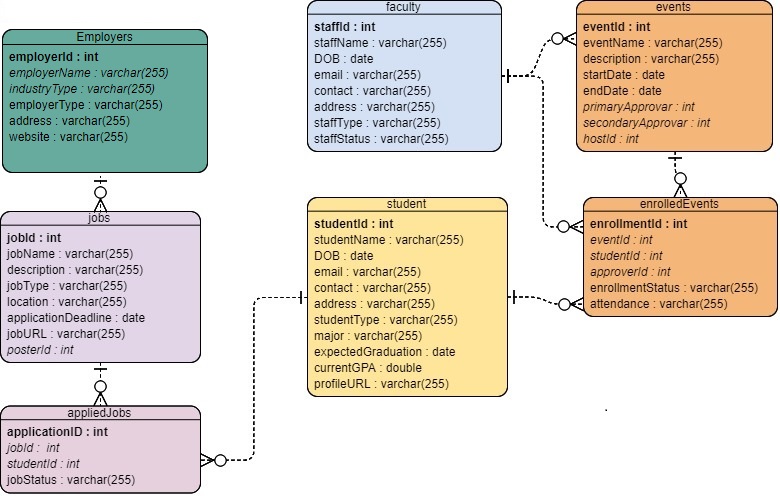 Employers
employerId : int
employerName : varchar(255)
industryType : varchar(255)
employerType : varchar(255)
address : varchar(255)
website : varchar(255)
jobs
jobId : int
jobName : varchar(255)
description : varchar(255)
jobType : varchar(255)
location : varchar(255)
applicationDeadline : date
jobURL : varchar(255)
posterId : int
appliedJobs
applicationID : int
jobId :  int
studentId : int
jobStatus : varchar(255)
faculty
staffId : int
staffName : varchar(255)
DOB : date
email : varchar(255)
contact : varchar(255)
address : varchar(255)
staffType : varchar(255)
staffStatus : varchar(255)
student
studentId : int
studentName : varchar(255)
DOB : date
email : varchar(255)
contact : varchar(255)
address : varchar(255)
studentType : varchar(255)
major : varchar(255)
expectedGraduation : date
currentGPA : double
profileURL : varchar(255)
events
eventId : int
eventName : varchar(255)
description : varchar(255)
startDate : date
endDate : date
primaryApprovar : int
secondaryApprovar : int
hostId : int
enrolledEvents
enrollmentId : int
eventId : int
studentId : int
approverId : int
enrollmentStatus : varchar(255)
attendance : varchar(255)